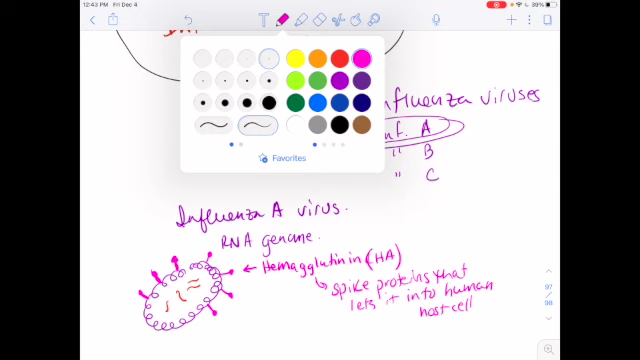 12:43 PM Fri Dec 4
39%
T
Influenza viruses
inf. A
" B
" C
Favorites
Influenza A virus.
RNA genome.
← Hemagglutinin (HA)
↳ spike proteins that
lets it into human
host cell
97
98